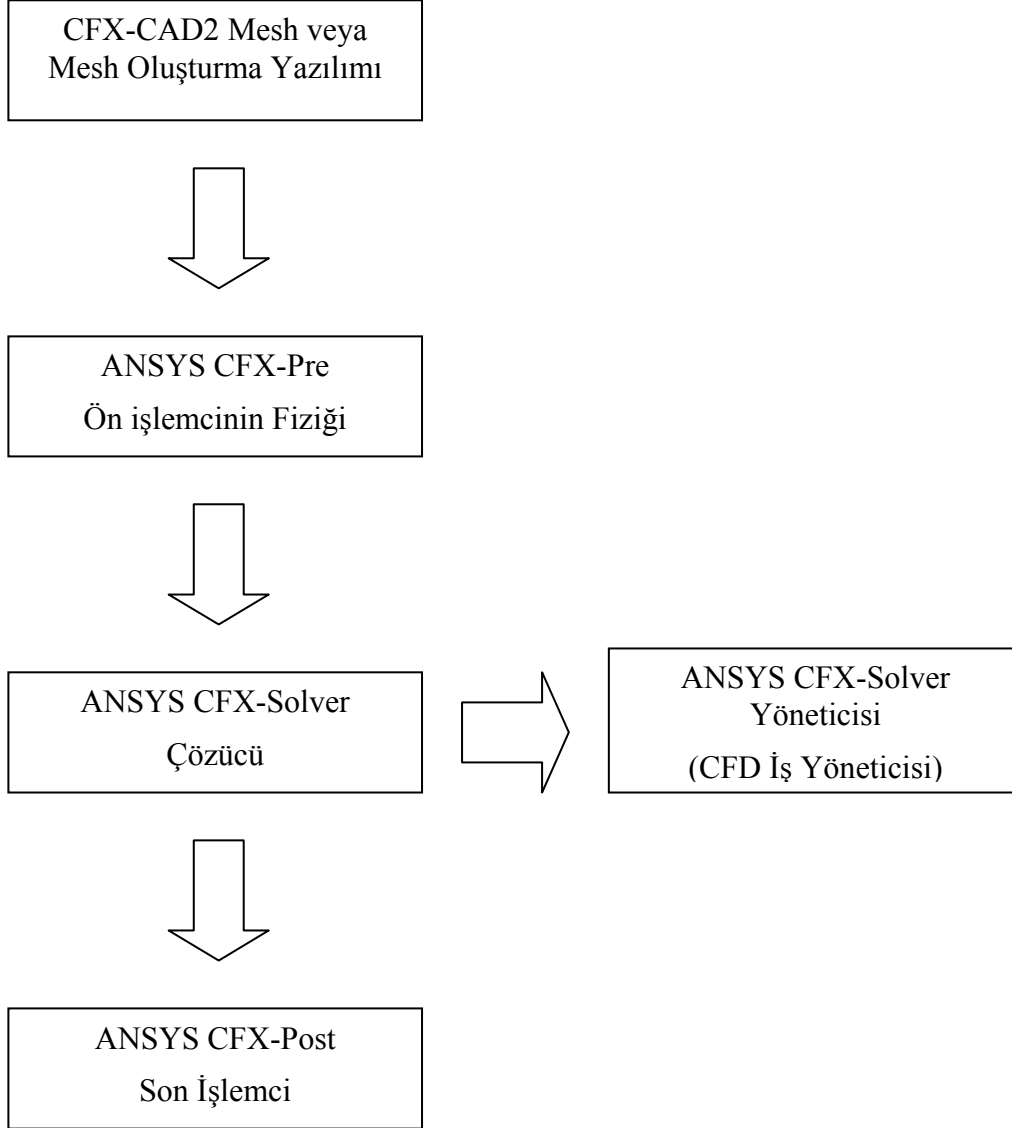 CFX-CAD2 Mesh veya
Mesh Oluşturma Yazılımı
ANSYS CFX-Pre
Ön işlemcinin Fiziği
ANSYS CFX-Solver
Çözücü
ANSYS CFX-Solver
Yöneticisi
(CFD İş Yöneticisi)
ANSYS CFX-Post
Son İşlemci